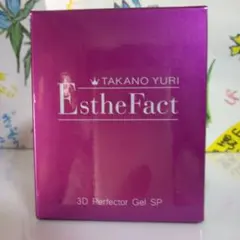 TAKANO YURI
EstheFact
3D Perfector Gel SP